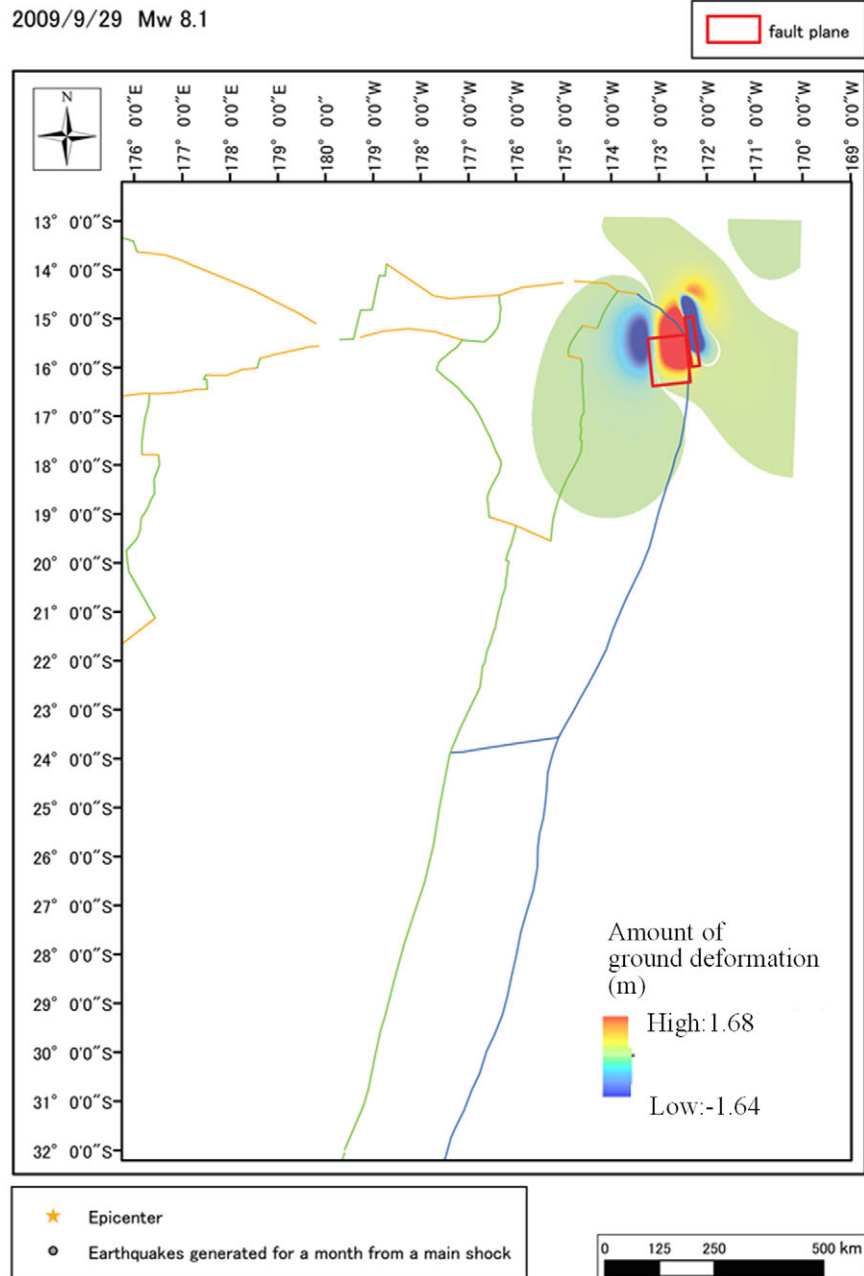 2009/9/29 Mw 8.1
fault plane
N
176° 0'0"E
177° 0'0"E
178° 0'0"E
179° 0'0"E
180° 0'0"
179° 0'0"W
178° 0'0"W
177° 0'0"W
176° 0'0"W
175° 0'0"W
174° 0'0"W
173° 0'0"W
172° 0'0"W
171° 0'0"W
170° 0'0"W
169° 0'0"W
13° 0'0"S
14° 0'0"S
15° 0'0"S
16° 0'0"S
17° 0'0"S
18° 0'0"S
19° 0'0"S
20° 0'0"S
21° 0'0"S
22° 0'0"S
23° 0'0"S
24° 0'0"S
25° 0'0"S
26° 0'0"S
27° 0'0"S
28° 0'0"S
29° 0'0"S
30° 0'0"S
31° 0'0"S
32° 0'0"S
Amount of
ground deformation
(m)
High:1.68
Low:-1.64
Epicenter
Earthquakes generated for a month from a main shock
0 125 250 500 km